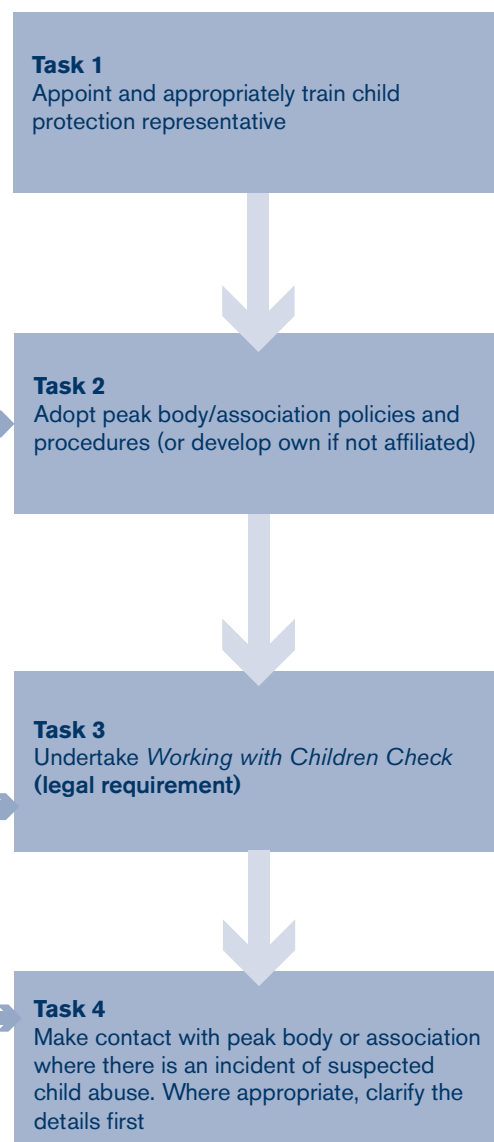 Task 1
Appoint and appropriately train child
protection representative
Task 2
Adopt peak body/association policies and
procedures (or develop own if not affiliated)
Task 3
Undertake Working with Children Check
(legal requirement)
Task 4
Make contact with peak body or association
where there is an incident of suspected
child abuse. Where appropriate, clarify the
details first